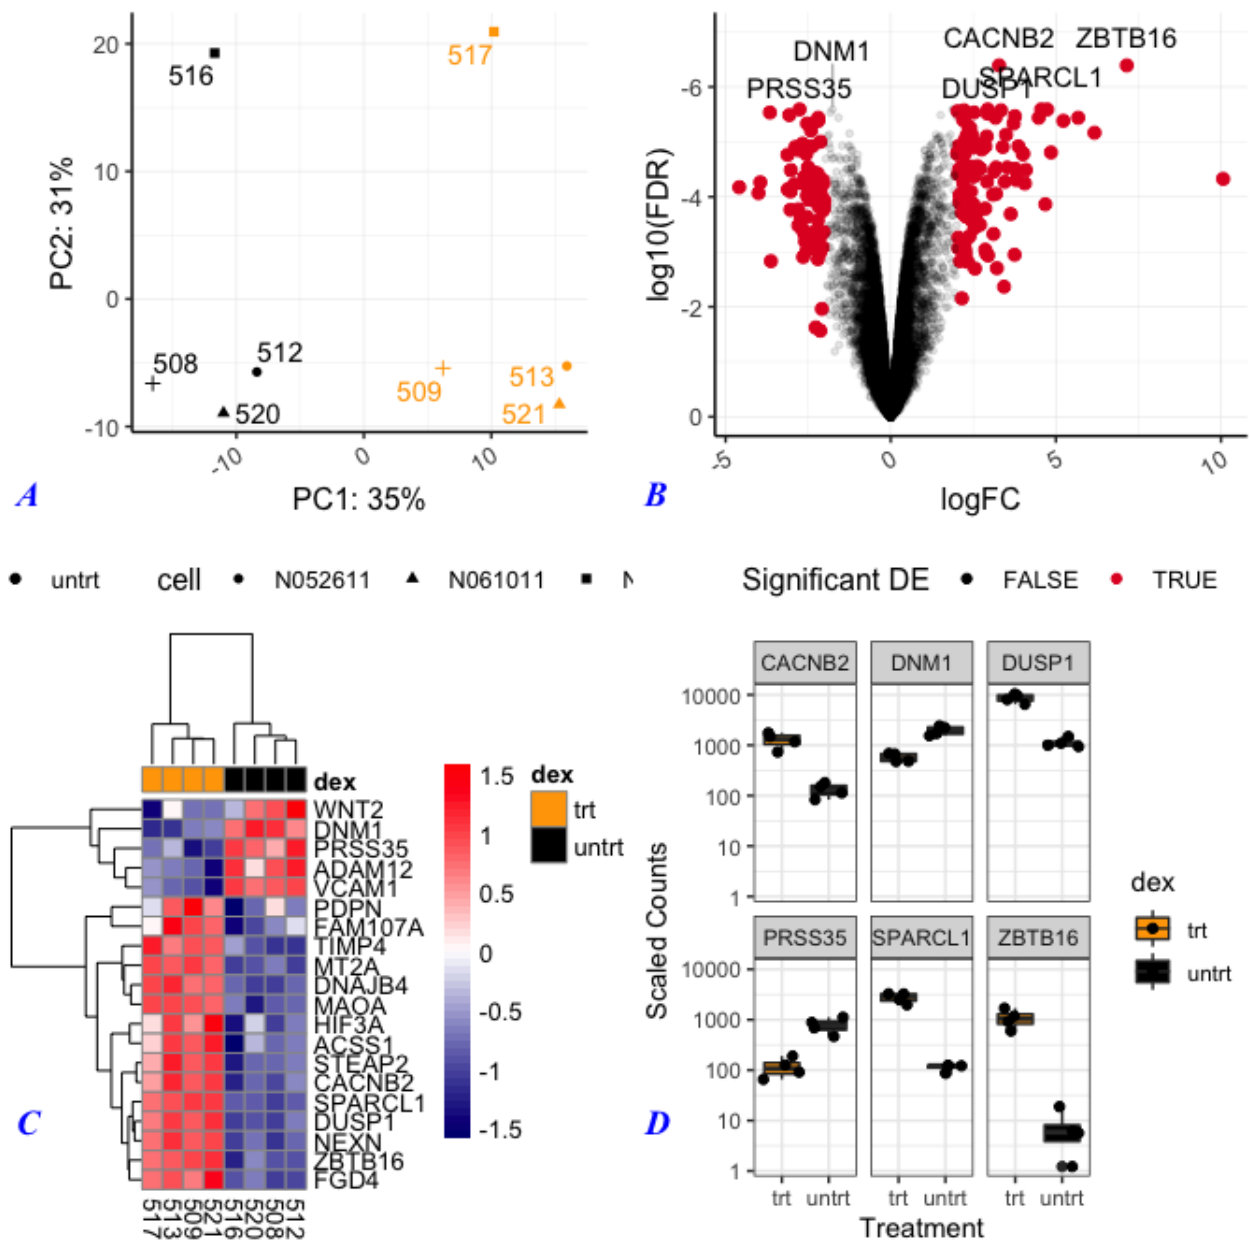 20
10
0
-10
PC2: 31%
516
517
508
512
520
509
513
521
-10
0
10
PC1: 35%
A
-6
-4
-2
0
log10(FDR)
DNM1
PRSS35
CACNB2
ZBTB16
SPARCL1
DUSP1
-5
0
5
10
logFC
B
untrt cell N052611 N061011 N
Significant DE FALSE TRUE
dex
WNT2
DNM1
PRSS35
ADAM12
VCAM1
PDPN
FAM107A
TIMP4
MT2A
DNAJB4
MAOA
HIF3A
ACSS1
STEAP2
CACNB2
SPARCL1
DUSP1
NEXN
ZBTB16
FGD4
517
513
509
521
516
520
508
512
1.5
1
0.5
0
-0.5
-1
-1.5
dex
trt
untrt
C
CACNB2 DNM1 DUSP1
10000
1000
100
10
1
PRSS35 SPARCL1 ZBTB16
10000
1000
100
10
1
Scaled Counts
trt untrt trt untrt trt untrt
Treatment
dex
trt
untrt
D